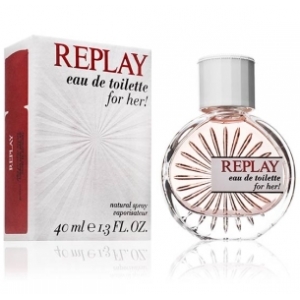 REPLAY
eau de toilette
for her!
natural spray
vaporisateur
40 ml e 1.3 FL. OZ.
REPLAY
REPLAY
eau de toilette
for her!